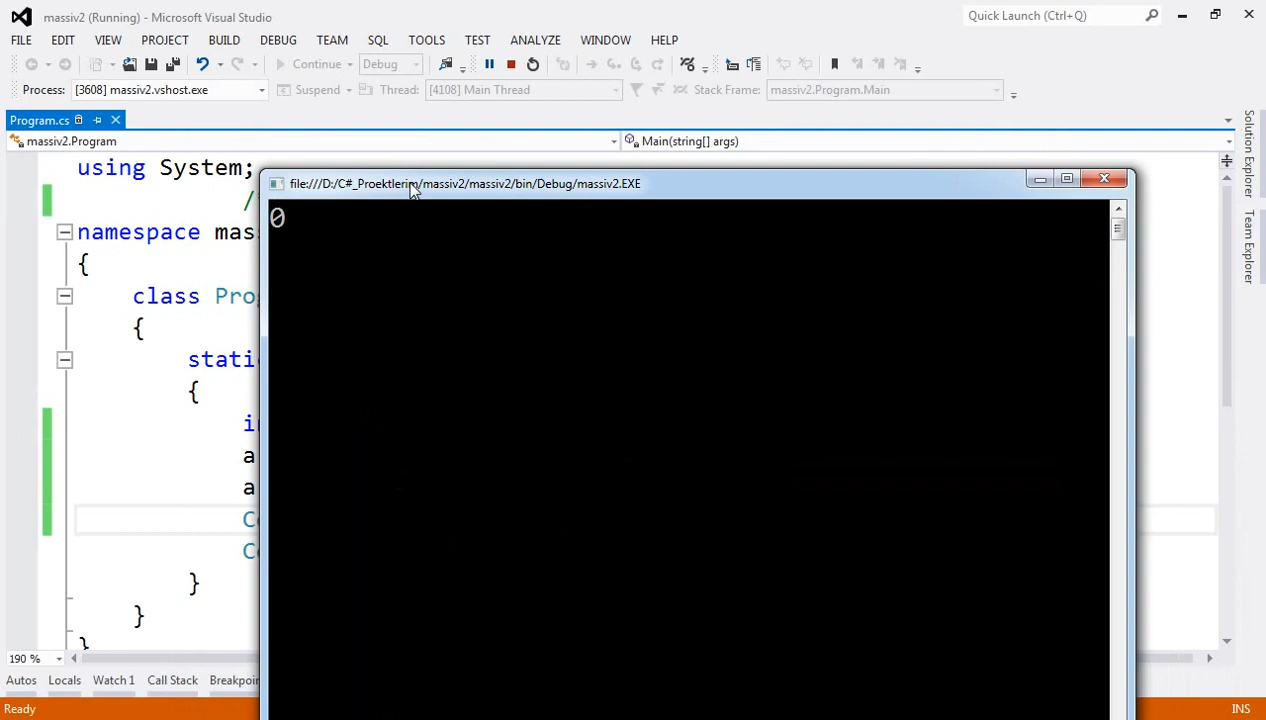 massiv2 (Running) - Microsoft Visual Studio
Quick Launch (Ctrl+Q)
FILE EDIT VIEW PROJECT BUILD DEBUG TEAM SQL TOOLS TEST ANALYZE WINDOW HELP
Continue Debug
Process: [3608] massiv2.vshost.exe Suspend Thread: [4108] Main Thread Stack Frame: massiv2.Program.Main
Program.cs
massiv2.Program Main(string[] args)
using System;
namespace mas
{
class Pro
{
stati
{
in
a
a
C
C
}
}
}
file:///D:/C#_Proektlerim/massiv2/massiv2/bin/Debug/massiv2.EXE
0
Solution Explorer
Team Explorer
190 %
Autos Locals Watch 1 Call Stack Breakpoin
Ready INS